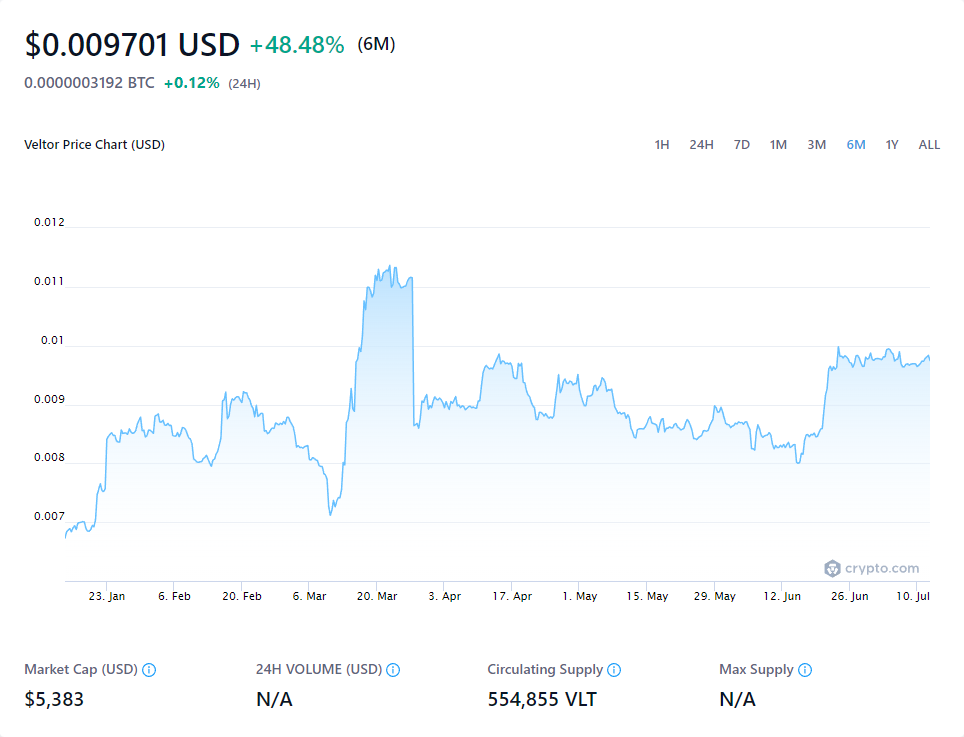 $0.009701 USD +48.48% (6M)
0.0000003192 BTC +0.12% (24H)
Veltor Price Chart (USD) 1H 24H 7D 1M 3M 6M 1Y ALL
0.012
0.011
0.01
0.009
0.008
0.007
crypto.com
23. Jan 6. Feb 20. Feb 6. Mar 20. Mar 3. Apr 17. Apr 1. May 15. May 29. May 12. Jun 26. Jun 10. Jul
Market Cap (USD) 24H VOLUME (USD) Circulating Supply Max Supply
$5,383 N/A 554,855 VLT N/A